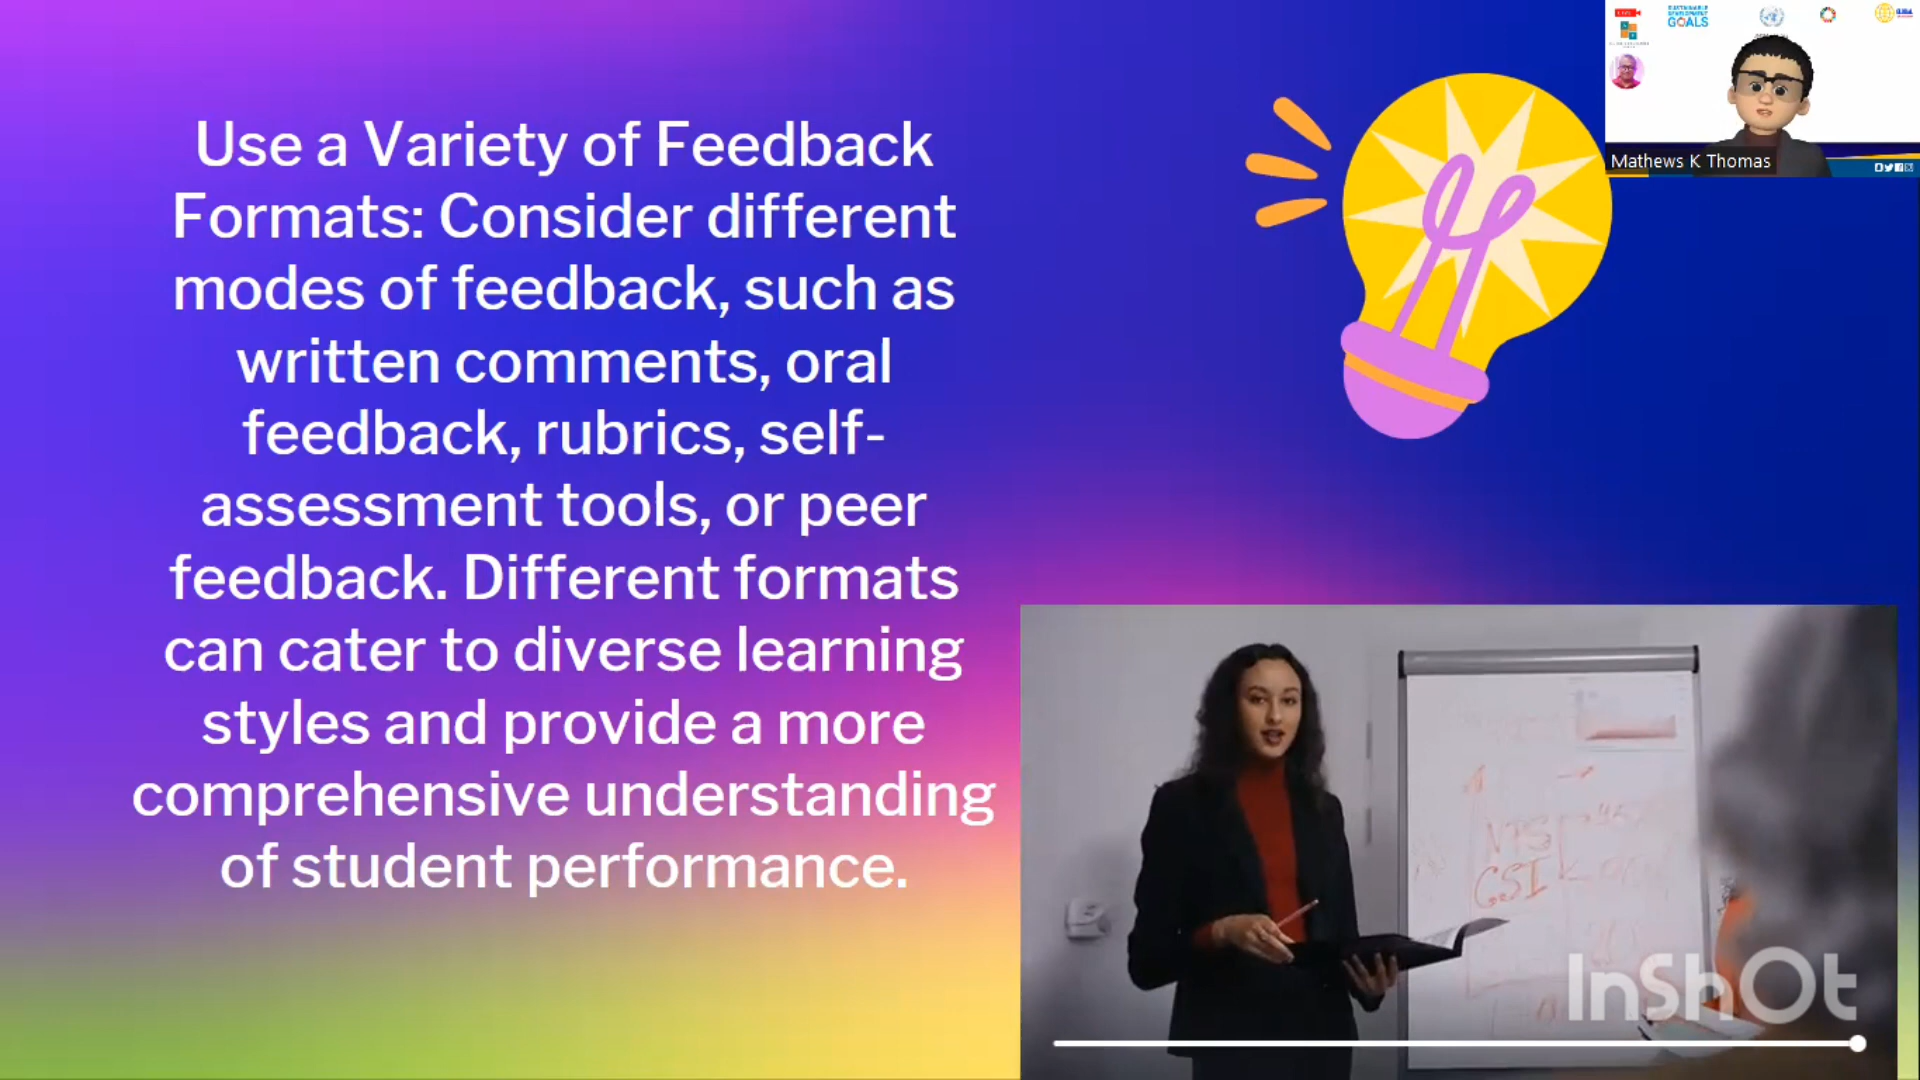 Use a Variety of Feedback
Formats: Consider different
modes of feedback, such as
written comments, oral
feedback, rubrics, self-
assessment tools, or peer
feedback. Different formats
can cater to diverse learning
styles and provide a more
comprehensive understanding
of student performance.
GOALS
Mathews K Thomas
GSI
InShOt